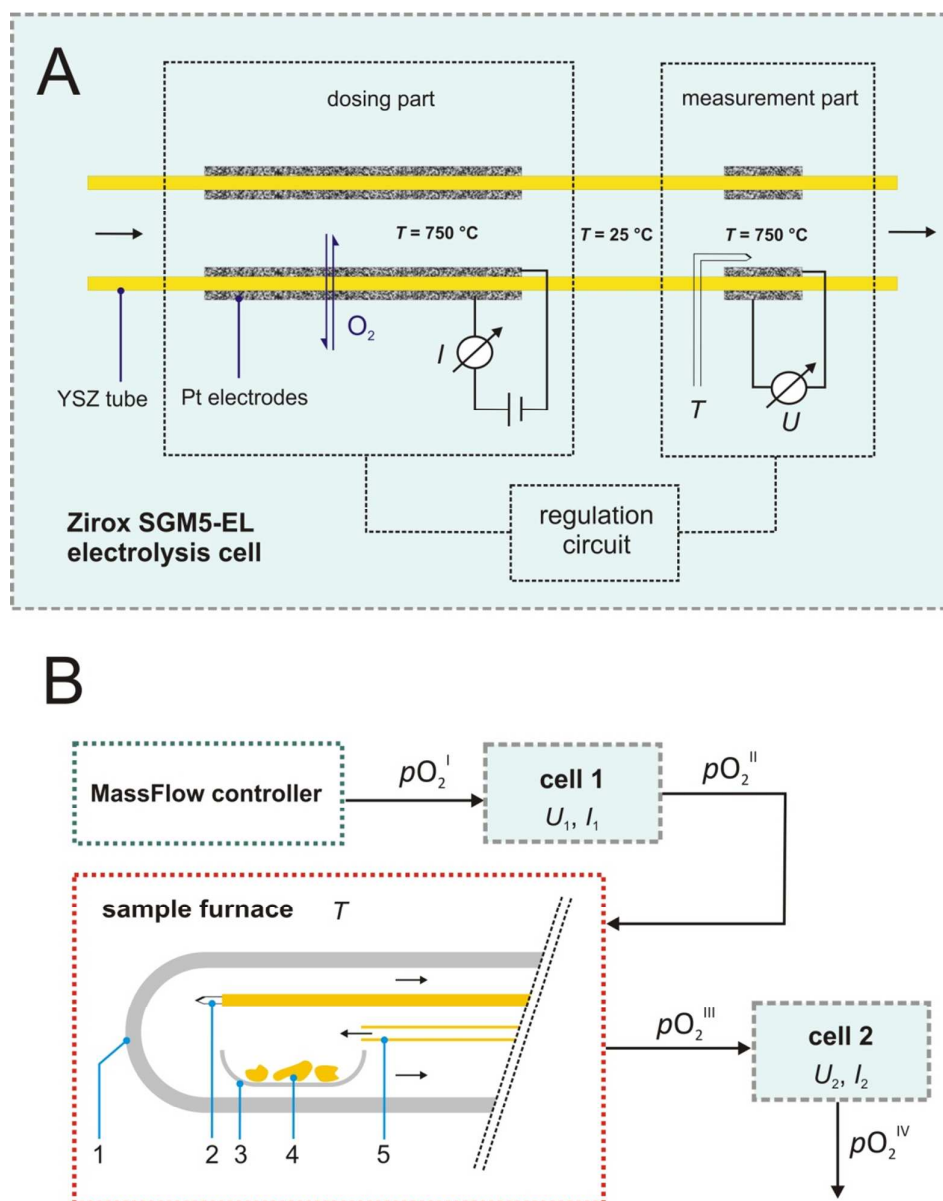 A
dosing part
measurement part
T = 750 °C
T = 25 °C
T = 750 °C
O₂
I
YSZ tube
Pt electrodes
T
U
Zirox SGM5-EL
electrolysis cell
regulation
circuit
B
MassFlow controller
pO₂ᴵ
cell 1
U₁, I₁
pO₂ᴵᴵ
sample furnace T
1
2
3
4
5
pO₂ᴵᴵᴵ
cell 2
U₂, I₂
pO₂ᴵⱽ